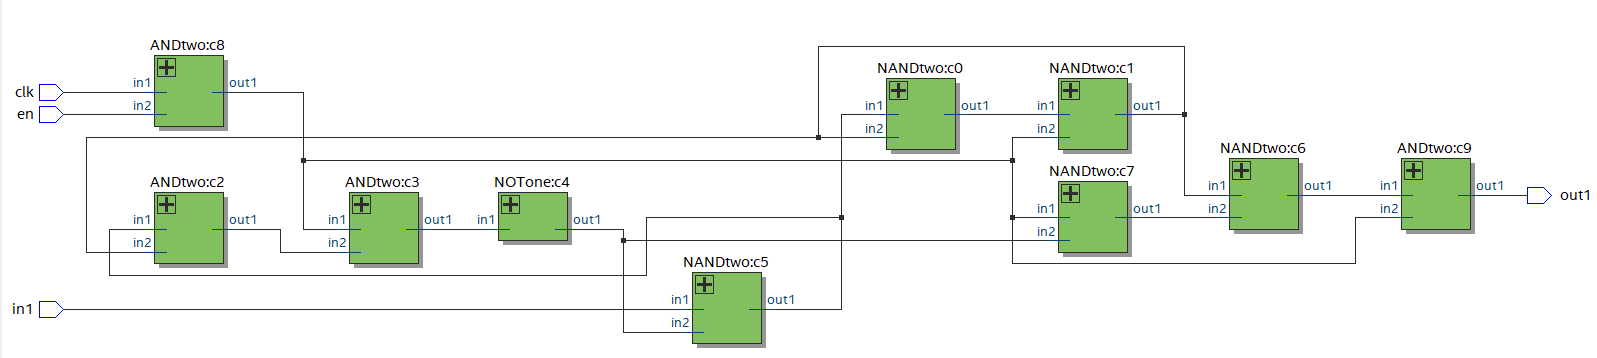 ANDtwo:c8
clk
in1
out1
en
in2
NANDtwo:c0
in1
out1
in2
NANDtwo:c1
in1
out1
in2
NANDtwo:c6
in1
out1
in2
ANDtwo:c9
in1
out1
in2
out1
NANDtwo:c7
in1
out1
in2
ANDtwo:c2
in1
out1
in2
ANDtwo:c3
in1
out1
in2
NOTone:c4
in1
out1
NANDtwo:c5
in1
in1
out1
in2